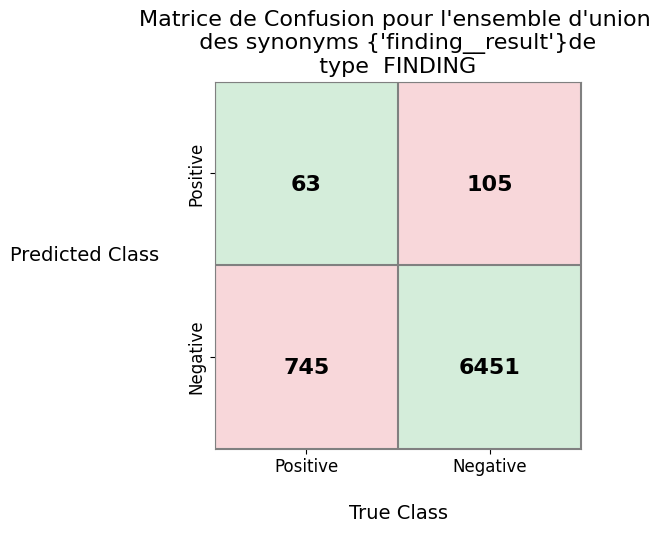 Matrice de Confusion pour l'ensemble d'union
des synonyms {'finding__result'}de
type  FINDING
Positive
63
105
Predicted Class
Negative
745
6451
Positive
Negative
True Class